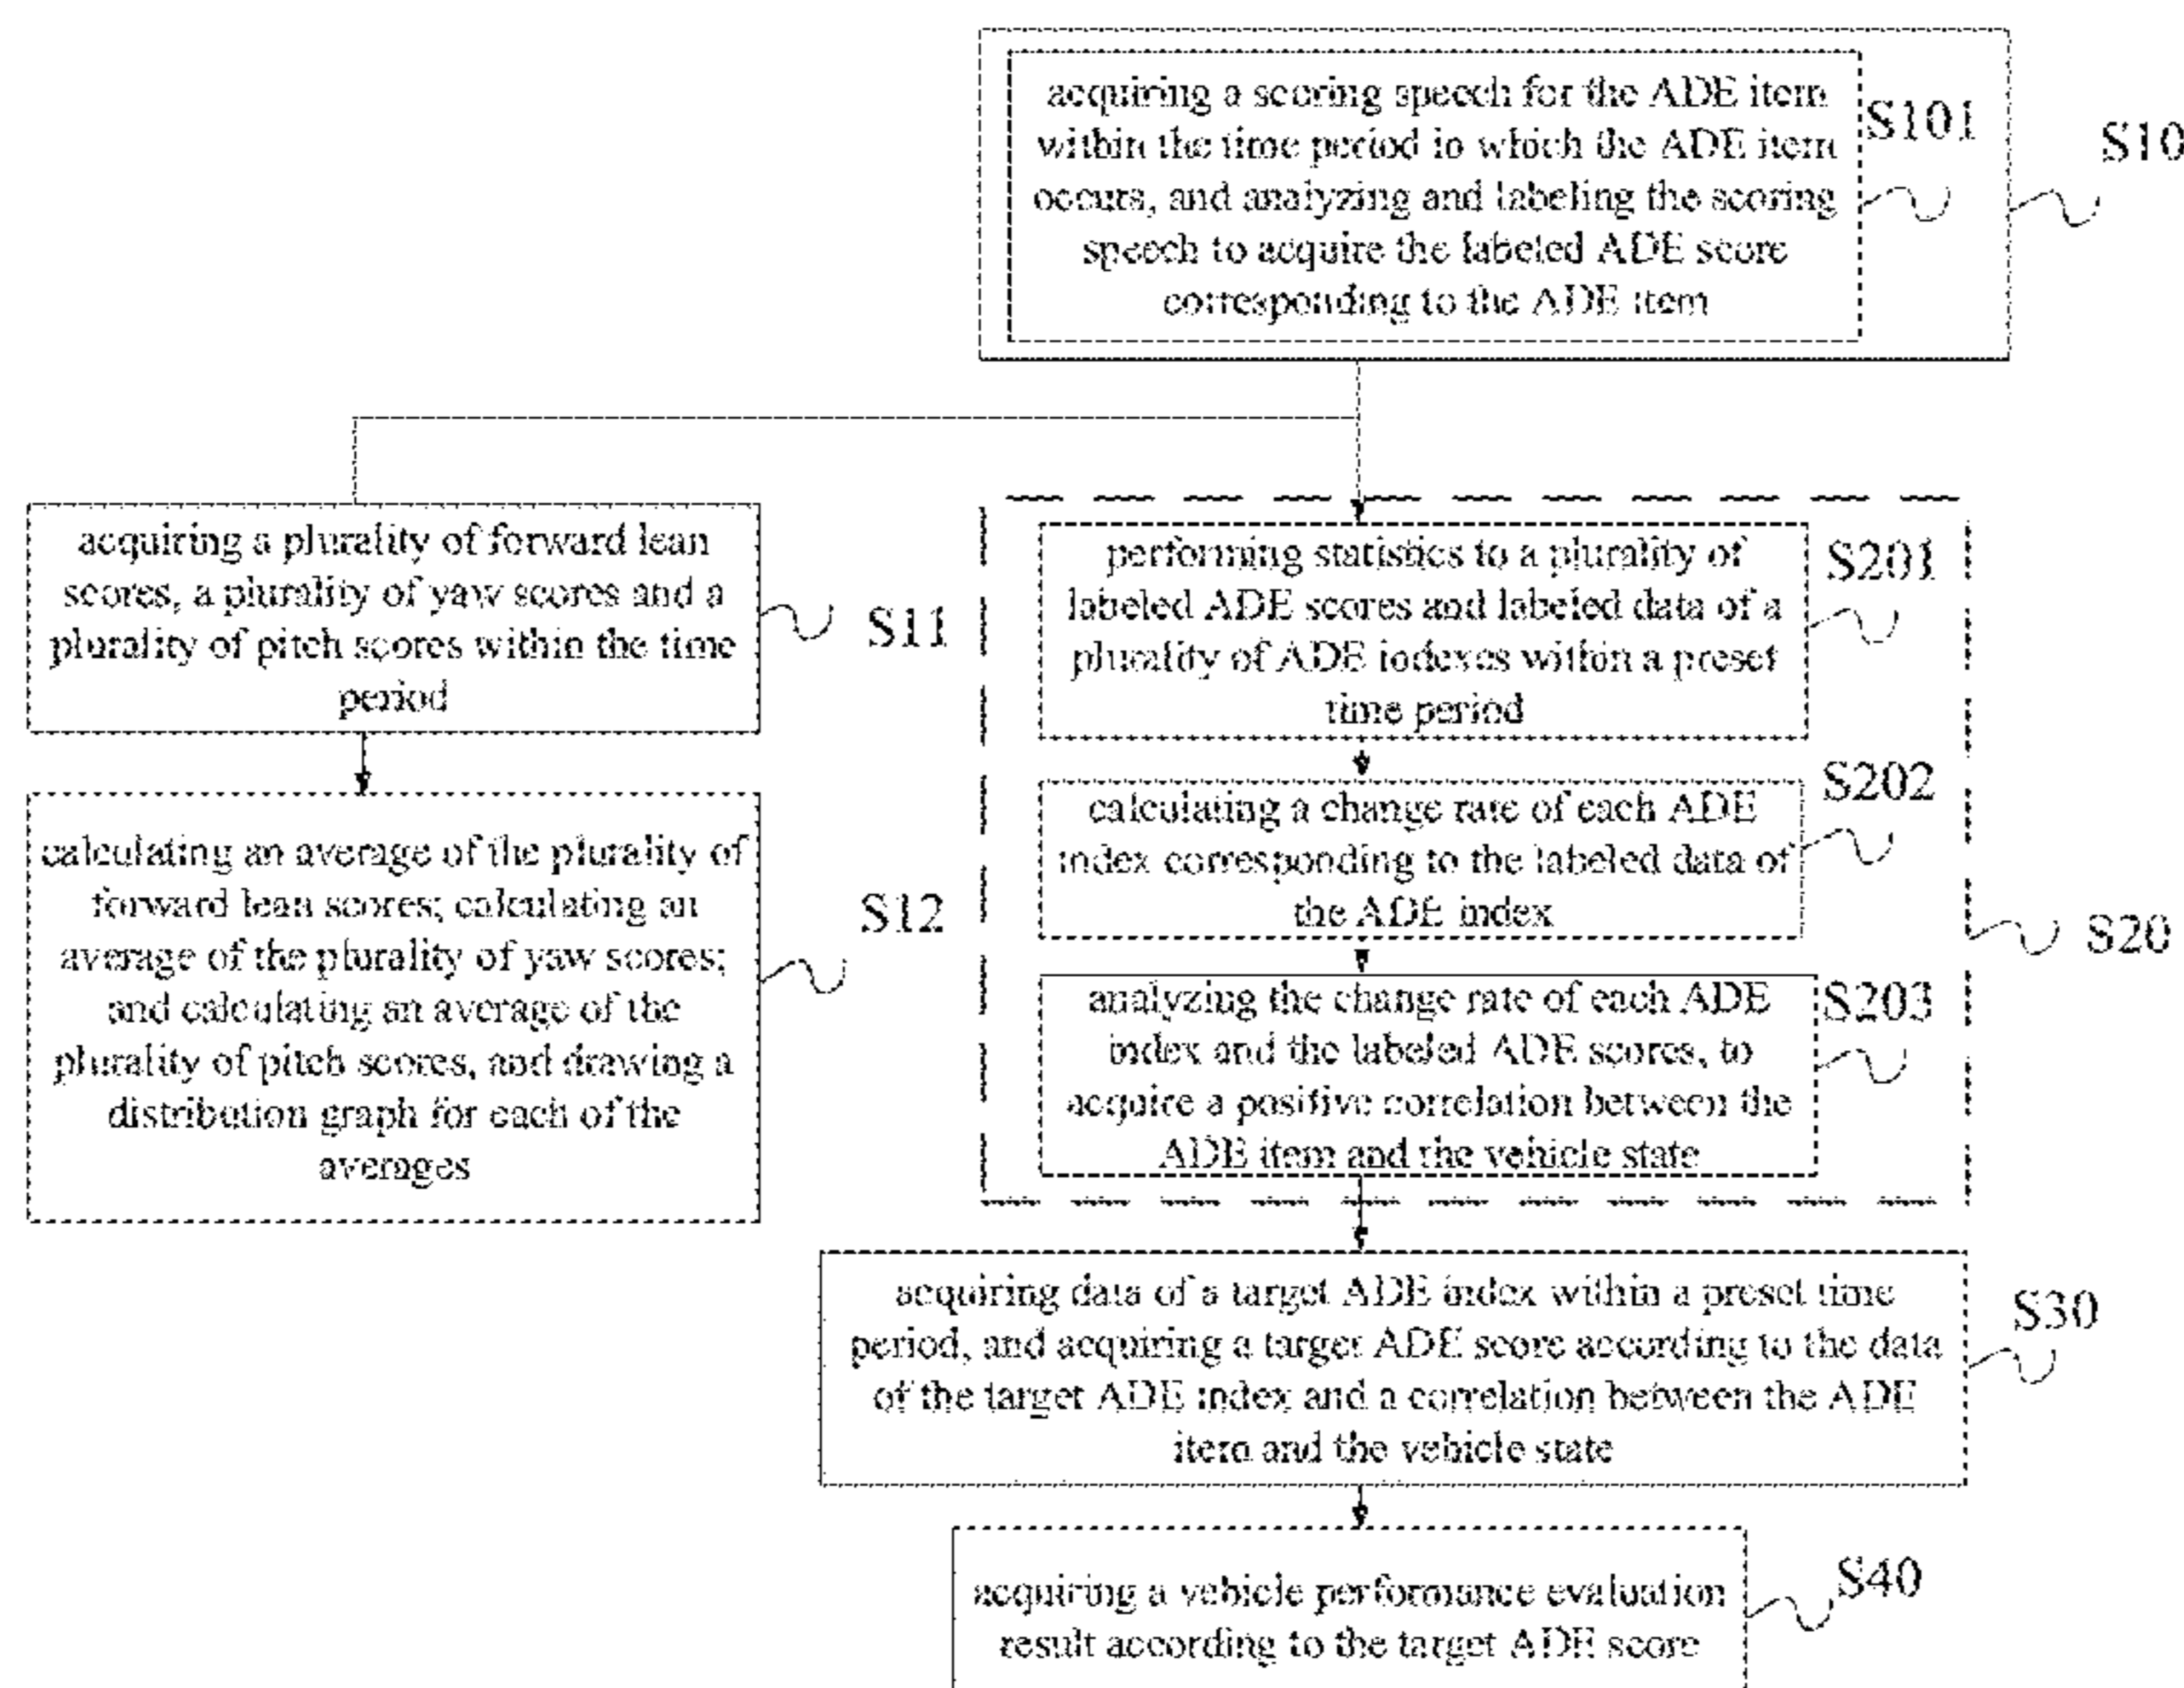 acquiring a scoring speech for the ADE item
within the time period in which the ADE item
occurs, and analyzing and labeling the scoring
speech to acquire the labeled ADE score
corresponding to the ADE item
S101
S10
acquiring a plurality of forward lean
scores, a plurality of yaw scores and a
plurality of pitch scores within the time
period
S11
calculating an average of the plurality of
forward lean scores; calculating an
average of the plurality of yaw scores;
and calculating an average of the
plurality of pitch scores, and drawing a
distribution graph for each of the
averages
S12
performing statistics to a plurality of
labeled ADE scores and labeled data of a
plurality of ADE indexes within a preset
time period
S201
calculating a change rate of each ADE
index corresponding to the labeled data of
the ADE index
S202
analyzing the change rate of each ADE
index and the labeled ADE scores, to
acquire a positive correlation between the
ADE item and the vehicle state
S203
S20
acquiring data of a target ADE index within a preset time
period, and acquiring a target ADE score according to the data
of the target ADE index and a correlation between the ADE
item and the vehicle state
S30
acquiring a vehicle performance evaluation
result according to the target ADE score
S40